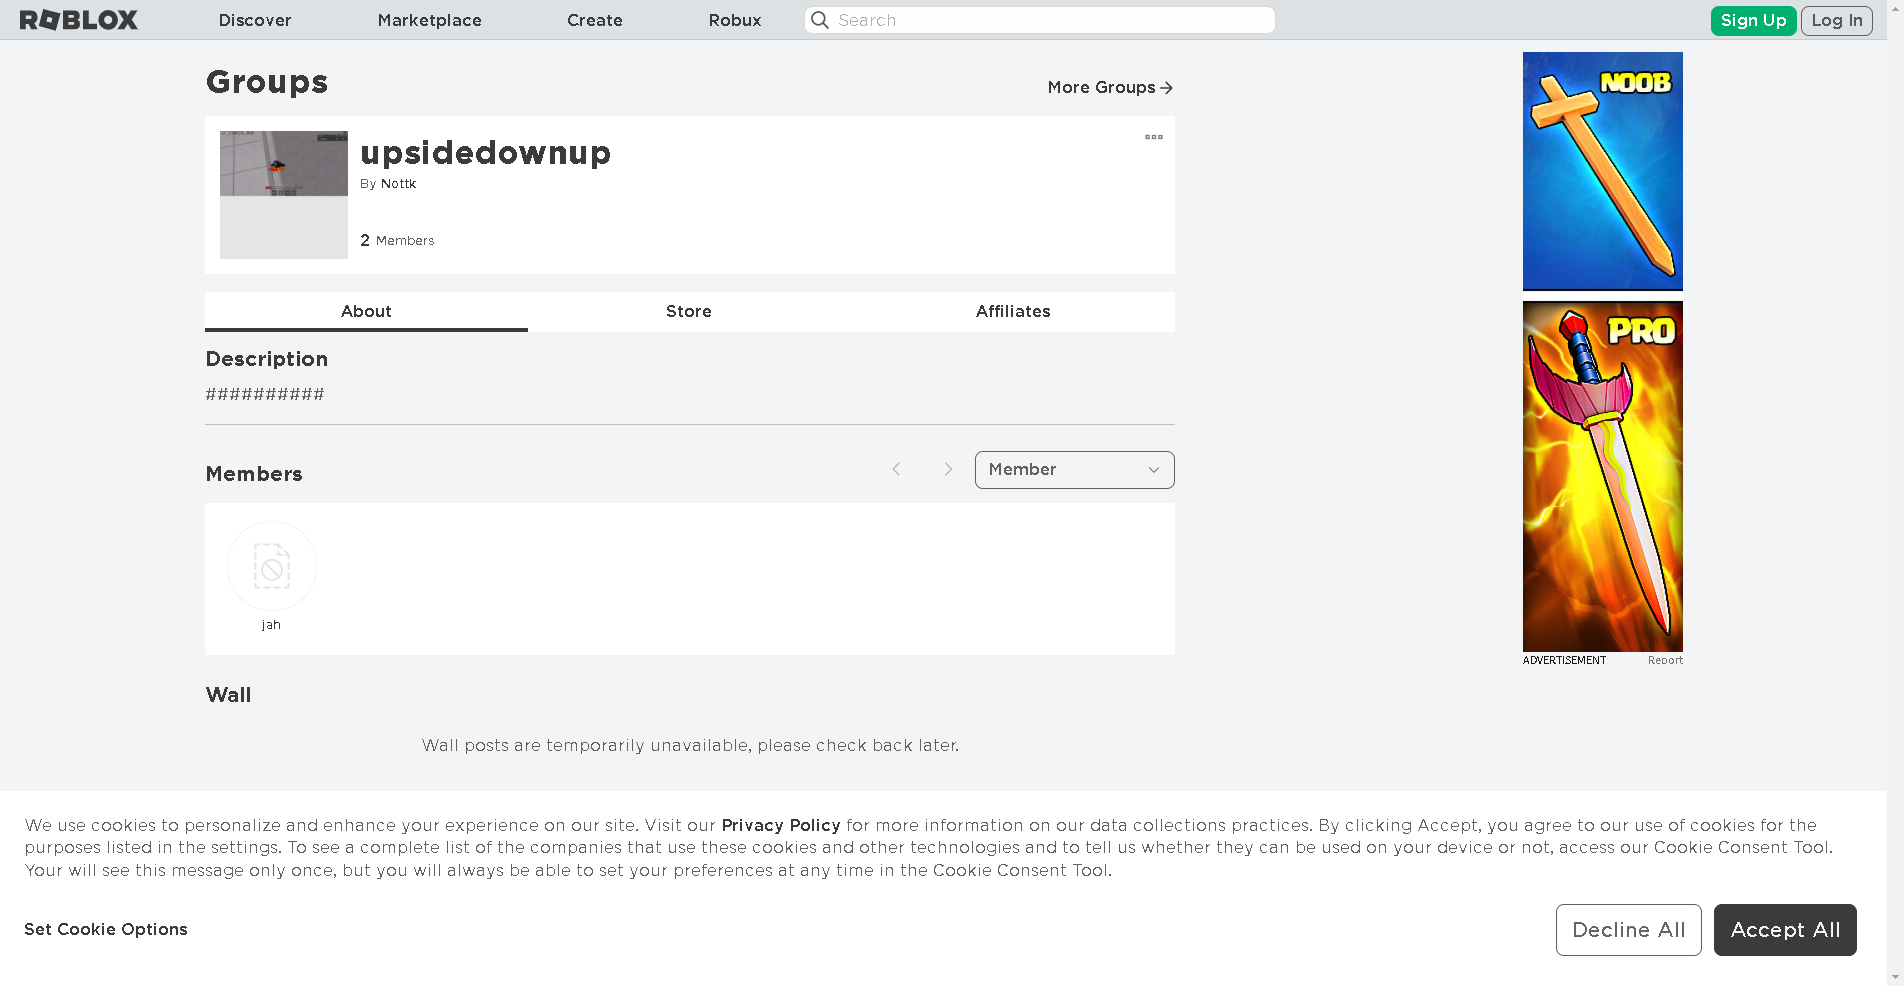 ROBLOX Discover Marketplace Create Robux Search Sign Up Log In
Groups
More Groups
upsidedownup
By Nottk
2 Members
About Store Affiliates
Description
##########
Members
Member
jah
Wall
Wall posts are temporarily unavailable, please check back later.
NOOB
PRO
ADVERTISEMENT Report
We use cookies to personalize and enhance your experience on our site. Visit our Privacy Policy for more information on our data collections practices. By clicking Accept, you agree to our use of cookies for the
purposes listed in the settings. To see a complete list of the companies that use these cookies and other technologies and to tell us whether they can be used on your device or not, access our Cookie Consent Tool.
Your will see this message only once, but you will always be able to set your preferences at any time in the Cookie Consent Tool.
Set Cookie Options
Decline All
Accept All